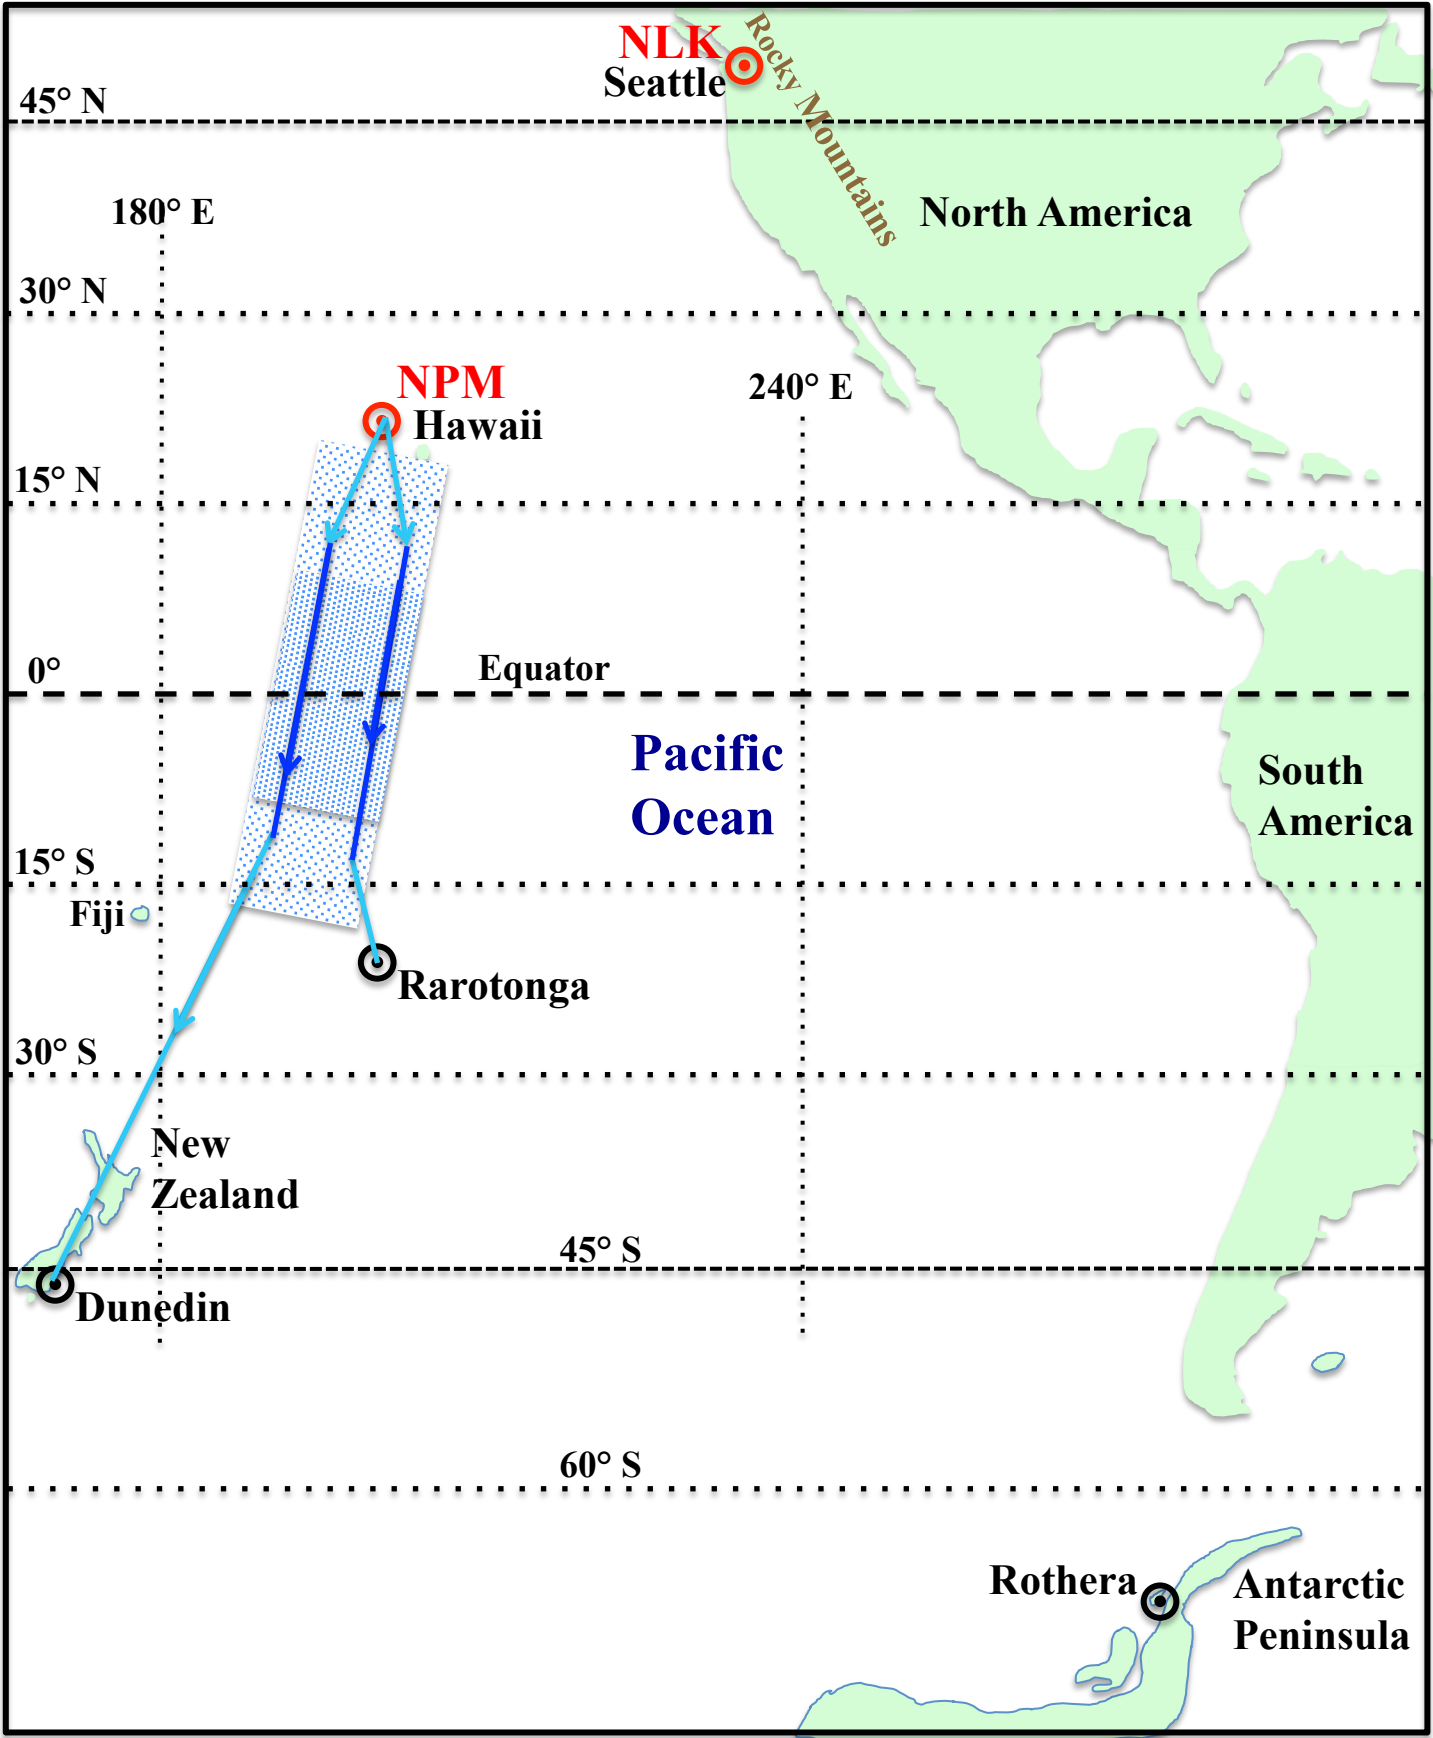 NLK
Seattle
Rocky Mountains
45° N
180° E
North America
30° N
NPM
Hawaii
240° E
15° N
0°
Equator
Pacific
Ocean
South
America
15° S
Fiji
Rarotonga
30° S
New
Zealand
45° S
Dunedin
60° S
Rothera
Antarctic
Peninsula